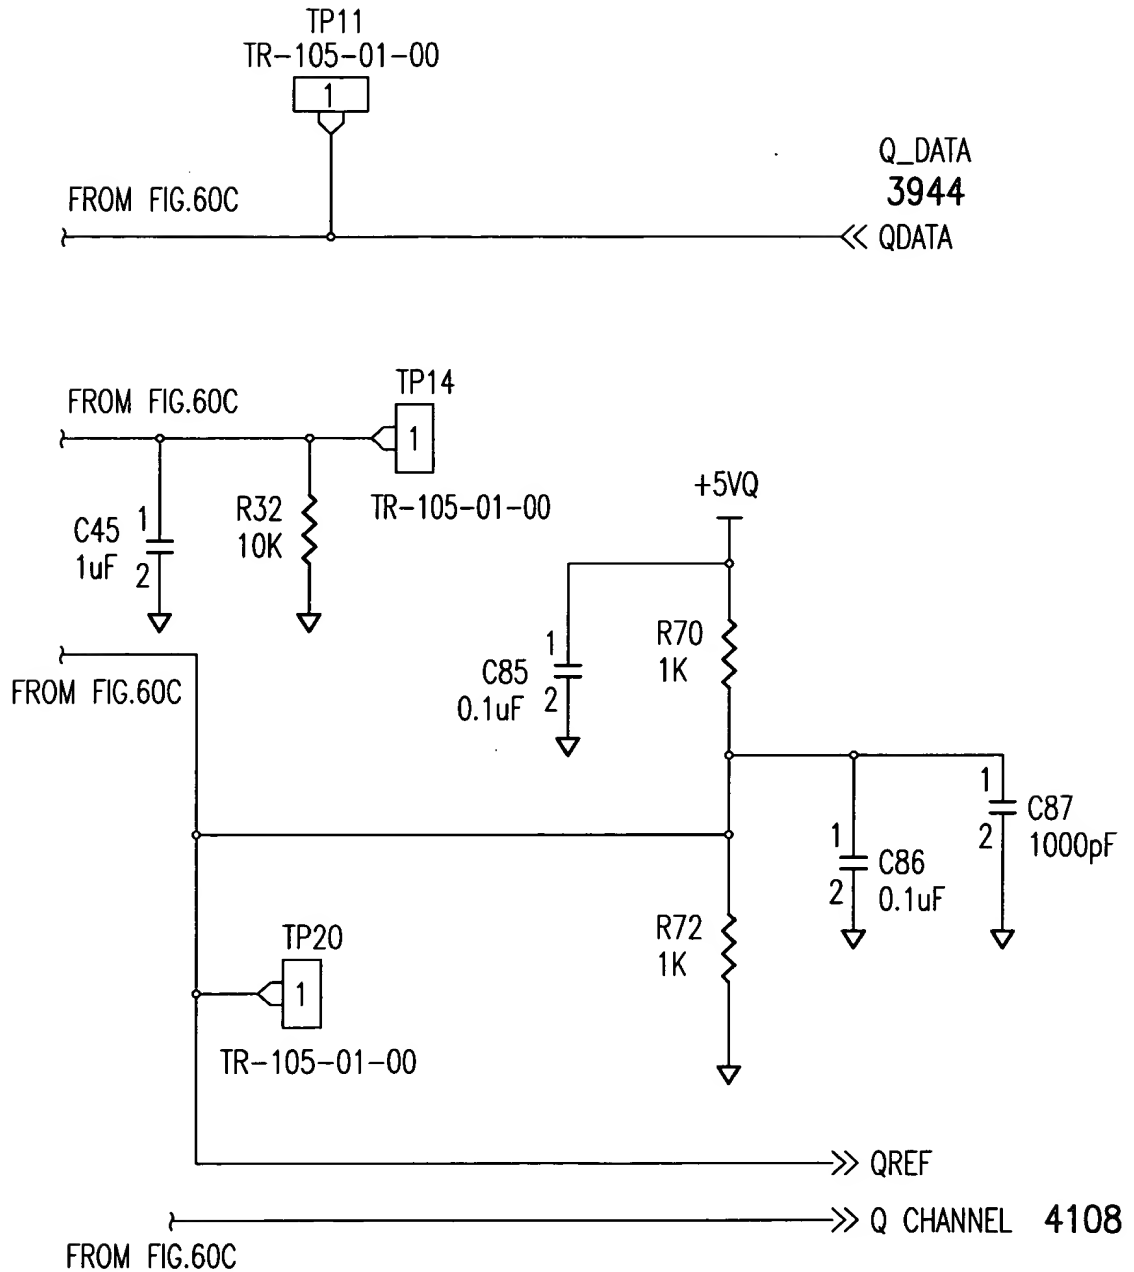 TP11
TR-105-01-00
1
Q_DATA
3944
FROM FIG.60C
QDATA
TP14
FROM FIG.60C
1
TR-105-01-00
+5VQ
C45
1uF
1
2
R32
10K
R70
1K
FROM FIG.60C
C85
0.1uF
1
2
C87
1000pF
1
2
C86
0.1uF
1
2
R72
1K
TP20
1
TR-105-01-00
QREF
Q CHANNEL 4108
FROM FIG.60C